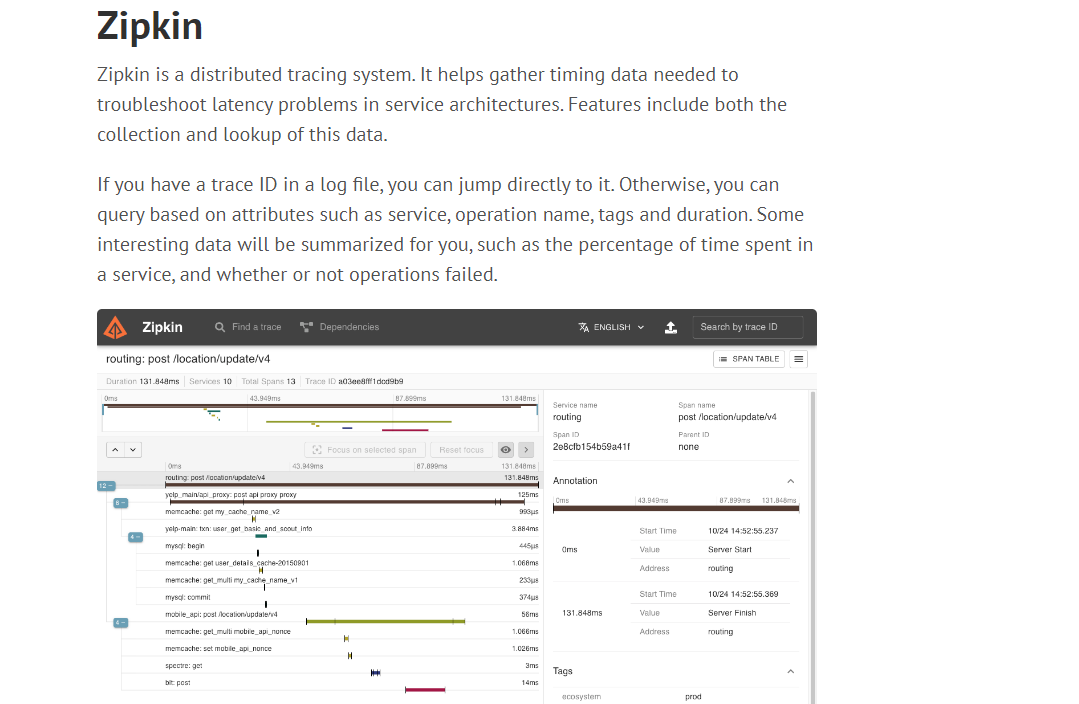 Zipkin
Zipkin is a distributed tracing system. It helps gather timing data needed to
troubleshoot latency problems in service architectures. Features include both the
collection and lookup of this data.
If you have a trace ID in a log file, you can jump directly to it. Otherwise, you can
query based on attributes such as service, operation name, tags and duration. Some
interesting data will be summarized for you, such as the percentage of time spent in
a service, and whether or not operations failed.
Zipkin Find a trace Dependencies ENGLISH Search by trace ID
routing: post /location/update/v4 SPAN TABLE
Duration 131.848ms Services 10 Total Spans 13 Trace ID a03ee8fff1dcd9b9
0ms 43.949ms 87.899ms 131.848ms
Focus on selected span Reset focus
0ms 43.949ms 87.899ms 131.848ms
routing: post /location/update/v4 131.848ms
12
yelp_main/api_proxy: post api proxy proxy 125ms
6
memcache: get my_cache_name_v2 993µs
yelp-main: txn: user_get_basic_and_scout_info 3.884ms
4
mysql: begin 445µs
memcache: get user_details_cache-20150901 1.068ms
memcache: get_multi my_cache_name_v1 233µs
mysql: commit 374µs
mobile_api: post /location/update/v4 56ms
4
memcache: get_multi mobile_api_nonce 1.066ms
memcache: set mobile_api_nonce 1.026ms
spectre: get 3ms
blt: post 14ms
Service name Span name
routing post /location/update/v4
Span ID Parent ID
2e8cfb154b59a41f none
Annotation
0ms 43.949ms 87.899ms 131.848ms
Start Time 10/24 14:52:55.237
0ms Value Server Start
Address routing
Start Time 10/24 14:52:55.369
131.848ms Value Server Finish
Address routing
Tags
ecosystem prod